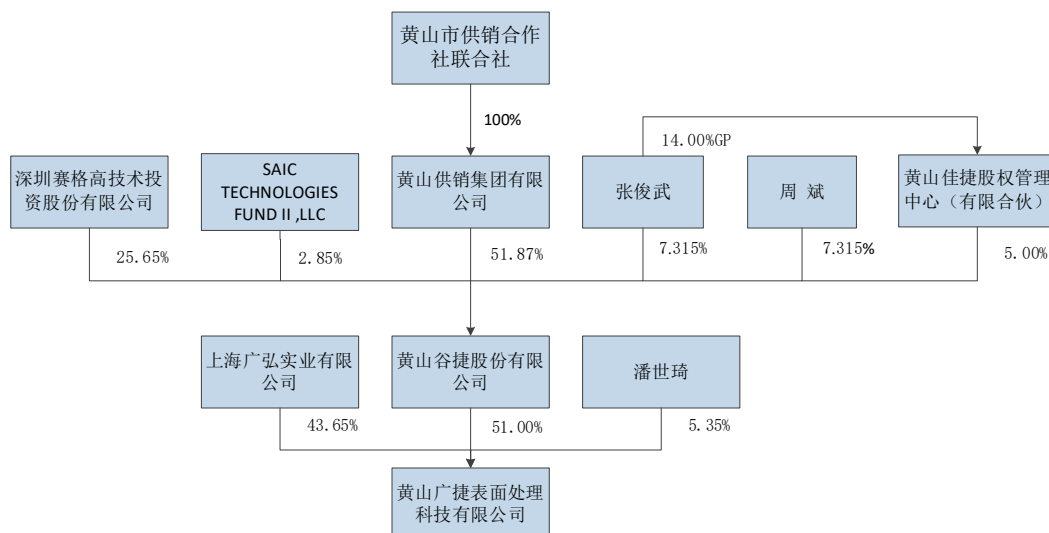 黄山市供销合作
社联合社
100%
14.00%GP
深圳赛格高技术投
资股份有限公司
SAIC
TECHNOLOGIES
FUND II ,LLC
黄山供销集团有限
公司
张俊武
周 斌
黄山佳捷股权管理
中心（有限合伙）
25.65%
2.85%
51.87%
7.315%
7.315%
5.00%
上海广弘实业有限
公司
黄山谷捷股份有限
公司
潘世琦
43.65%
51.00%
5.35%
黄山广捷表面处理
科技有限公司